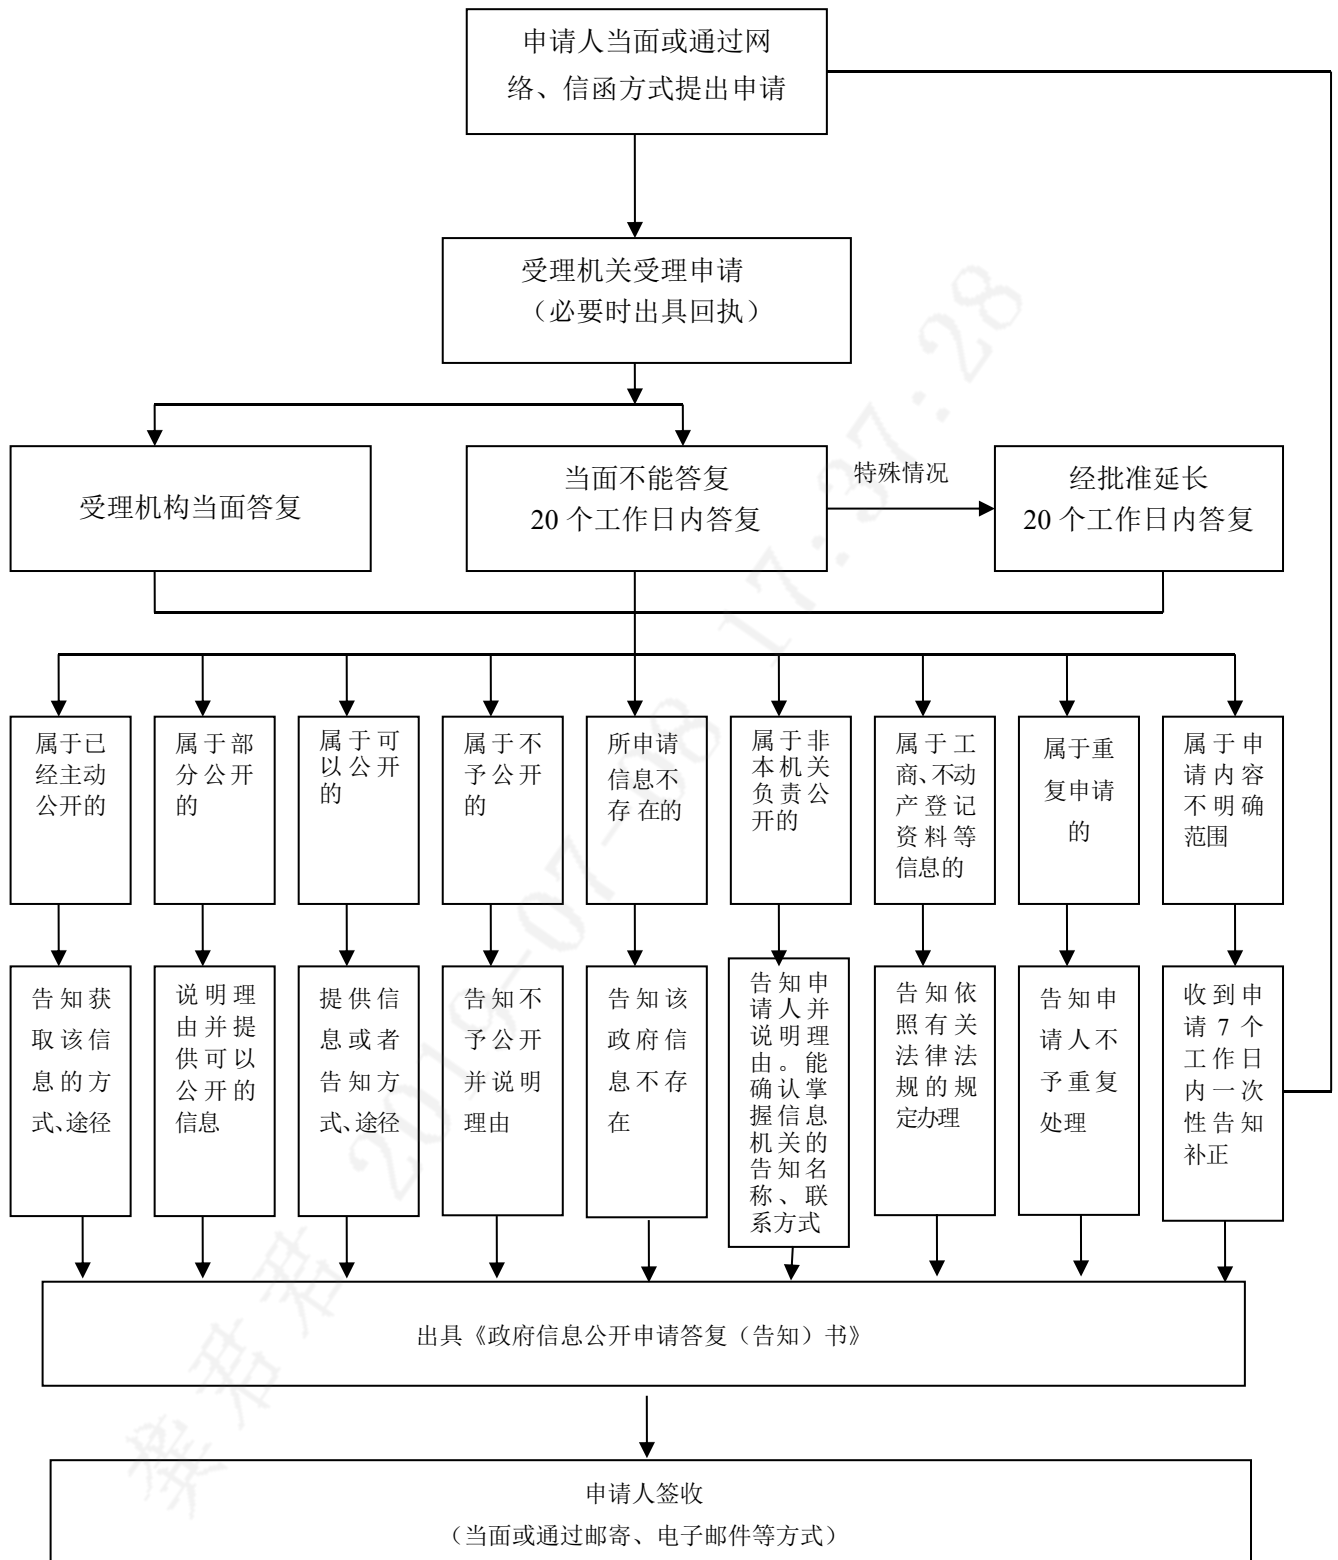 申请人当面或通过网
络、信函方式提出申请
受理机关受理申请
（必要时出具回执）
受理机构当面答复
当面不能答复
20 个工作日内答复
特殊情况
经批准延长
20 个工作日内答复
属于已
经主动
公开的
属于部
分公开
的
属于可
以公开
的
属于不
予公开
的
所申请
信息不
存 在的
属于非
本机关
负责公
开的
属于工
商、不动
产登记
资料等
信息的
属于重
复申请
的
属于申
请内容
不明确
范围
告知获
取该信
息的方
式、途径
说明理
由并提
供可以
公开的
信息
提供信
息或者
告知方
式、途径
告知不
予公开
并说明
理由
告知该
政府信
息不存
在
告知申
请人并
说明理
由。能
确认掌
握信息
机关的
告知名
称、联
系方式
告知依
照有关
法律法
规的规
定办理
告知申
请人不
予重复
处理
收到申
请 7 个
工作日
内一次
性告知
补正
出具《政府信息公开申请答复（告知）书》
申请人签收
（当面或通过邮寄、电子邮件等方式）
龚君君 2019-07-08 17:37:28